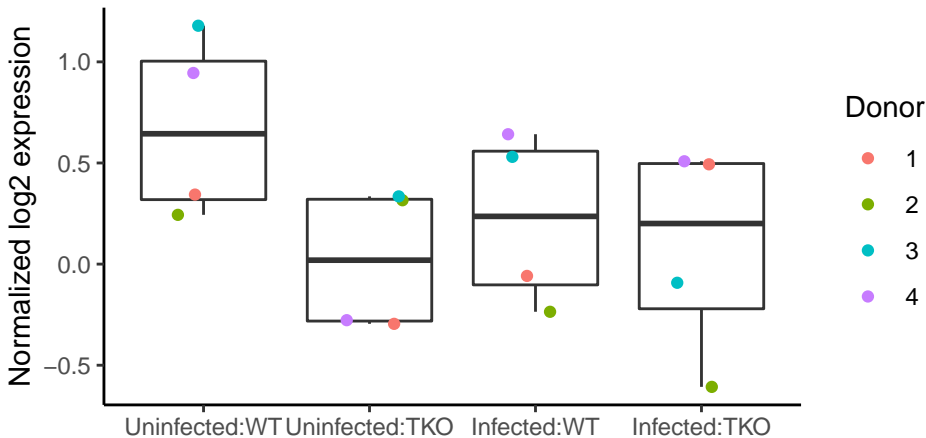 Normalized log2 expression
1.0
0.5
0.0
−0.5
Uninfected:WT
Uninfected:TKO
Infected:WT
Infected:TKO
Donor
1
2
3
4